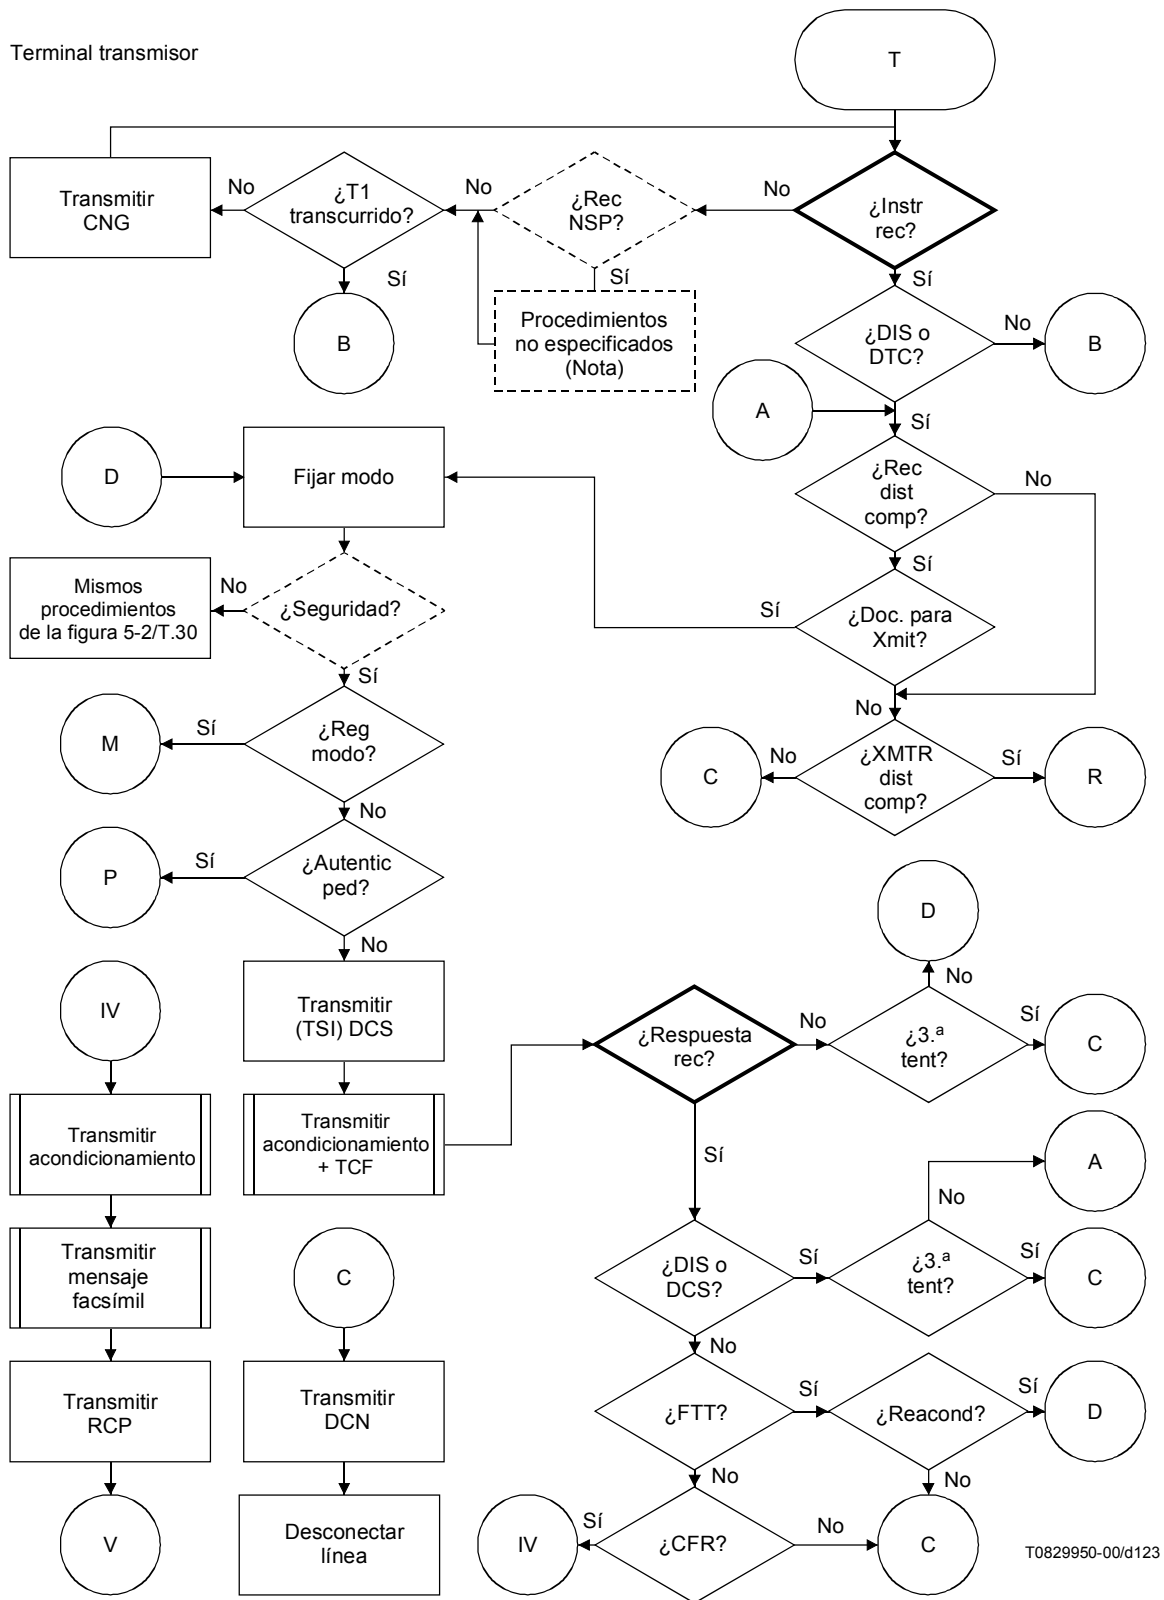 Terminal transmisor
T
Transmitir
CNG
No
¿T1
transcurrido?
No
¿Rec
NSP?
No
¿Instr
rec?
Sí
Sí
Sí
B
Procedimientos
no especificados
(Nota)
¿DIS o
DTC?
No
B
A
Sí
D
Fijar modo
¿Rec
dist
comp?
No
Sí
Mismos
procedimientos
de la figura 5-2/T.30
No
¿Seguridad?
Sí
¿Doc. para
Xmit?
Sí
No
M
Sí
¿Reg
modo?
C
No
¿XMTR
dist
comp?
Sí
R
No
P
Sí
¿Autentic
ped?
No
D
IV
Transmitir
(TSI) DCS
No
¿Respuesta
rec?
No
¿3.ª
tent?
Sí
C
Transmitir
acondicionamiento
Transmitir
acondicionamiento
+ TCF
Sí
A
No
Transmitir
mensaje
facsímil
C
¿DIS o
DCS?
Sí
¿3.ª
tent?
Sí
C
No
Transmitir
RCP
Transmitir
DCN
¿FTT?
Sí
¿Reacond?
Sí
D
No
No
V
Desconectar
línea
IV
Sí
¿CFR?
No
C
T0829950-00/d123